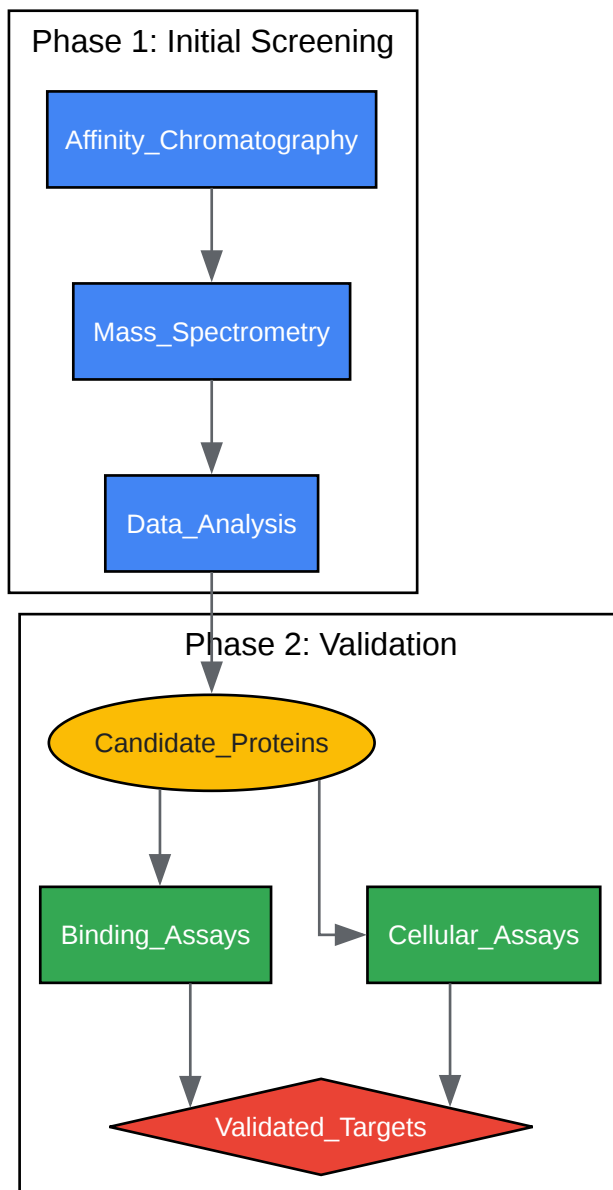 Phase 1: Initial Screening
Affinity_Chromatography
Mass_Spectrometry
Data_Analysis
Phase 2: Validation
Candidate_Proteins
Binding_Assays
Cellular_Assays
Validated_Targets